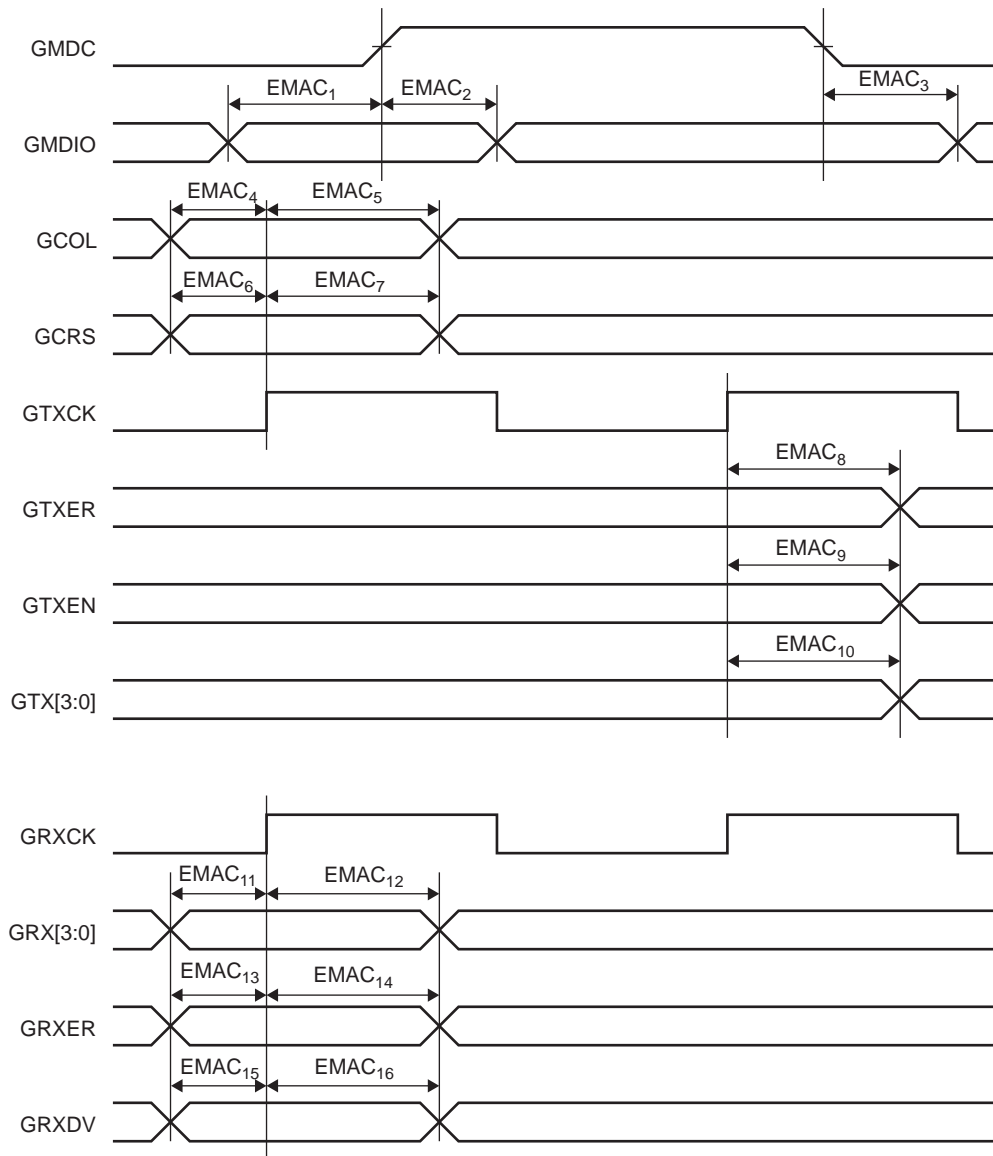 GMDC
EMAC1 EMAC2 EMAC3
GMDIO
EMAC4 EMAC5
GCOL
EMAC6 EMAC7
GCRS
GTXCK
EMAC8
GTXER
EMAC9
GTXEN
EMAC10
GTX[3:0]
GRXCK
EMAC11 EMAC12
GRX[3:0]
EMAC13 EMAC14
GRXER
EMAC15 EMAC16
GRXDV